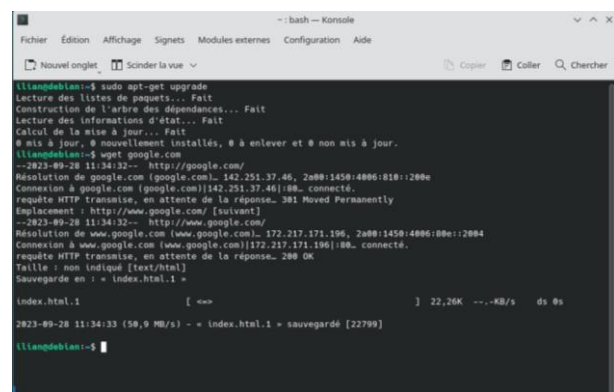 ~ : bash — Konsole
Fichier Édition Affichage Signets Modules externes Configuration Aide
Nouvel onglet Scinder la vue Copier Coller Chercher
ilian@debian:~$ sudo apt-get upgrade
Lecture des listes de paquets... Fait
Construction de l'arbre des dépendances... Fait
Lecture des informations d'état... Fait
Calcul de la mise à jour... Fait
0 mis à jour, 0 nouvellement installés, 0 à enlever et 0 non mis à jour.
ilian@debian:~$ wget google.com
--2023-09-28 11:34:32-- http://google.com/
Résolution de google.com (google.com)… 142.251.37.46, 2a00:1450:4006:810::200e
Connexion à google.com (google.com)|142.251.37.46|:80… connecté.
requête HTTP transmise, en attente de la réponse… 301 Moved Permanently
Emplacement : http://www.google.com/ [suivant]
--2023-09-28 11:34:32-- http://www.google.com/
Résolution de www.google.com (www.google.com)… 172.217.171.196, 2a00:1450:4006:80e::2004
Connexion à www.google.com (www.google.com)|172.217.171.196|:80… connecté.
requête HTTP transmise, en attente de la réponse… 200 OK
Taille : non indiqué [text/html]
Sauvegarde en : « index.html.1 »
index.html.1 [ <=> ] 22,26K --.-KB/s ds 0s
2023-09-28 11:34:33 (50,9 MB/s) - « index.html.1 » sauvegardé [22799]
ilian@debian:~$